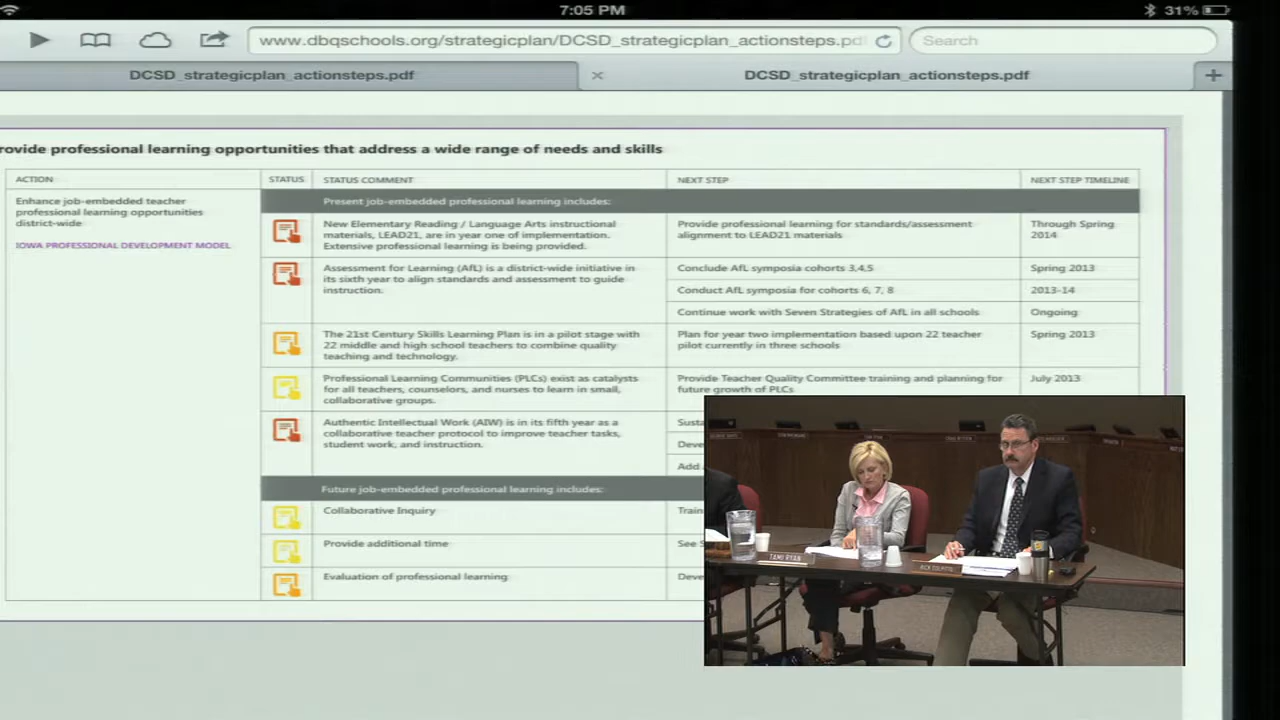 7:05 PM
31%
www.dbqschools.org/strategicplan/DCSD_strategicplan_actionsteps.pd
Search
DCSD_strategicplan_actionsteps.pdf
DCSD_strategicplan_actionsteps.pdf
rovide professional learning opportunities that address a wide range of needs and skills
ACTION
STATUS
STATUS COMMENT
NEXT STEP
NEXT STEP TIMELINE
Enhance job-embedded teacher
professional learning opportunities
district-wide
IOWA PROFESSIONAL DEVELOPMENT MODEL
Present job-embedded professional learning includes:
New Elementary Reading / Language Arts instructional
materials, LEAD21, are in year one of implementation.
Extensive professional learning is being provided.
Provide professional learning for standards/assessment
alignment to LEAD21 materials
Through Spring
2014
Assessment for Learning (AfL) is a district-wide initiative in
its sixth year to align standards and assessment to guide
instruction.
Conclude AfL symposia cohorts 3,4,5
Spring 2013
Conduct AfL symposia for cohorts 6, 7, 8
2013-14
Continue work with Seven Strategies of AfL in all schools
Ongoing
The 21st Century Skills Learning Plan is in a pilot stage with
22 middle and high school teachers to combine quality
teaching and technology.
Plan for year two implementation based upon 22 teacher
pilot currently in three schools
Spring 2013
Professional Learning Communities (PLCs) exist as catalysts
for all teachers, counselors, and nurses to learn in small,
collaborative groups.
Provide Teacher Quality Committee training and planning for
future growth of PLCs
July 2013
Authentic Intellectual Work (AIW) is in its fifth year as a
collaborative teacher protocol to improve teacher tasks,
student work, and instruction.
Susta
Deve
Add
Future job-embedded professional learning includes:
Collaborative Inquiry
Train
Provide additional time
See S
Evaluation of professional learning
Deve
TAMI RYAN